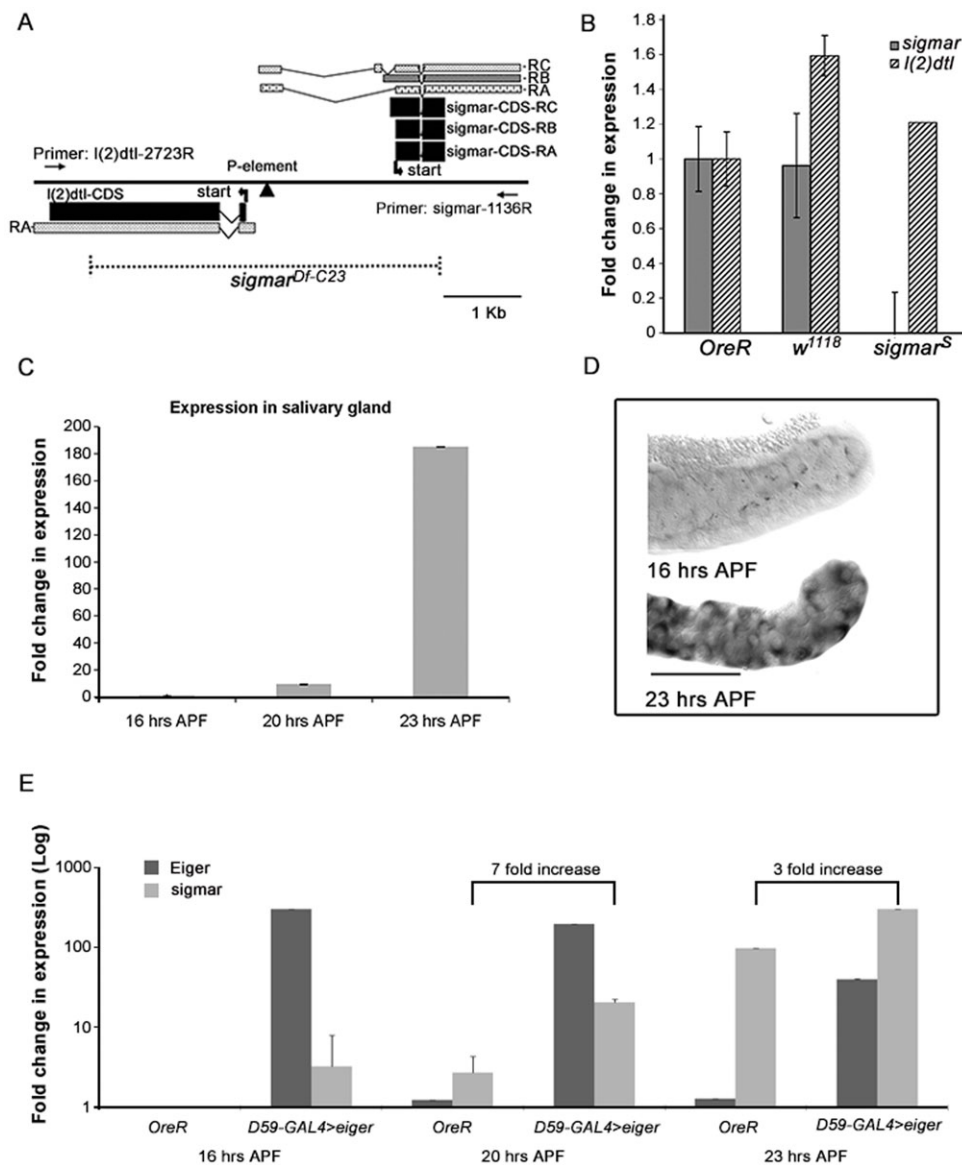 A
RC
RB
RA
sigmar-CDS-RC
sigmar-CDS-RB
sigmar-CDS-RA
start
Primer: l(2)dtl-2723R
P-element
l(2)dtl-CDS
start
Primer: sigmar-1136R
RA
sigmarDf-C23
1 Kb
B
sigmar
l(2)dtl
Fold change in expression
1.8
1.6
1.4
1.2
1
0.8
0.6
0.4
0.2
0
OreR w1118 sigmarS
C
Expression in salivary gland
Fold change in expression
200
180
160
140
120
100
80
60
40
20
0
16 hrs APF 20 hrs APF 23 hrs APF
D
16 hrs APF
23 hrs APF
E
Fold change in expression (Log)
1000
100
10
1
Eiger
sigmar
7 fold increase
3 fold increase
OreR D59-GAL4>eiger OreR D59-GAL4>eiger OreR D59-GAL4>eiger
16 hrs APF 20 hrs APF 23 hrs APF